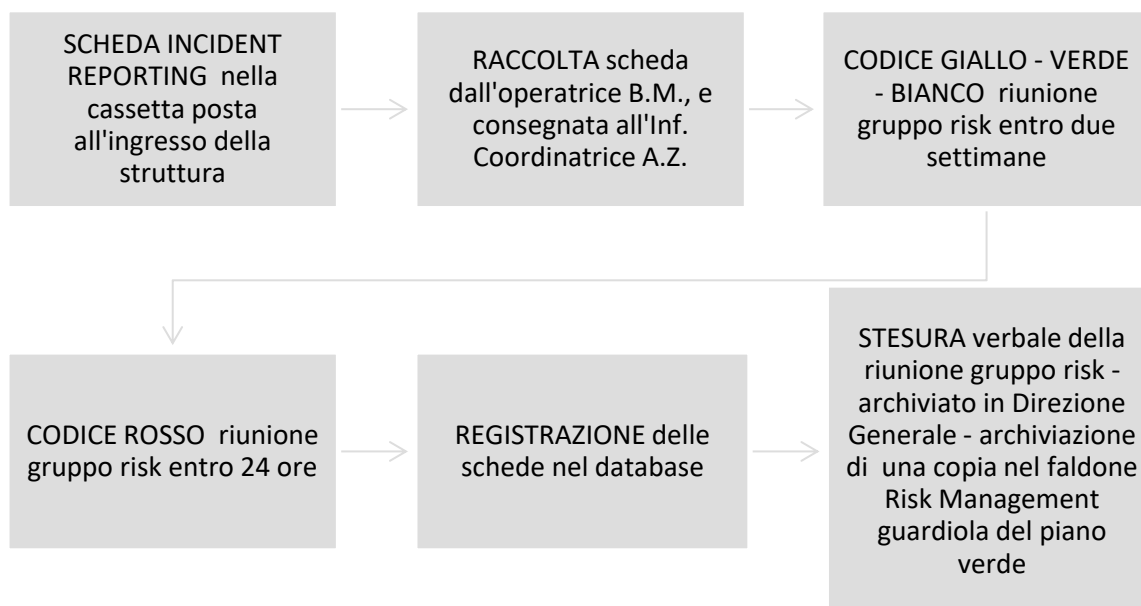 SCHEDA INCIDENT
REPORTING nella
cassetta posta
all'ingresso della
struttura
RACCOLTA scheda
dall'operatrice B.M., e
consegnata all'Inf.
Coordinatrice A.Z.
CODICE GIALLO - VERDE
- BIANCO riunione
gruppo risk entro due
settimane
CODICE ROSSO riunione
gruppo risk entro 24 ore
REGISTRAZIONE delle
schede nel database
STESURA verbale della
riunione gruppo risk -
archiviato in Direzione
Generale - archiviazione
di una copia nel faldone
Risk Management
guardiola del piano
verde